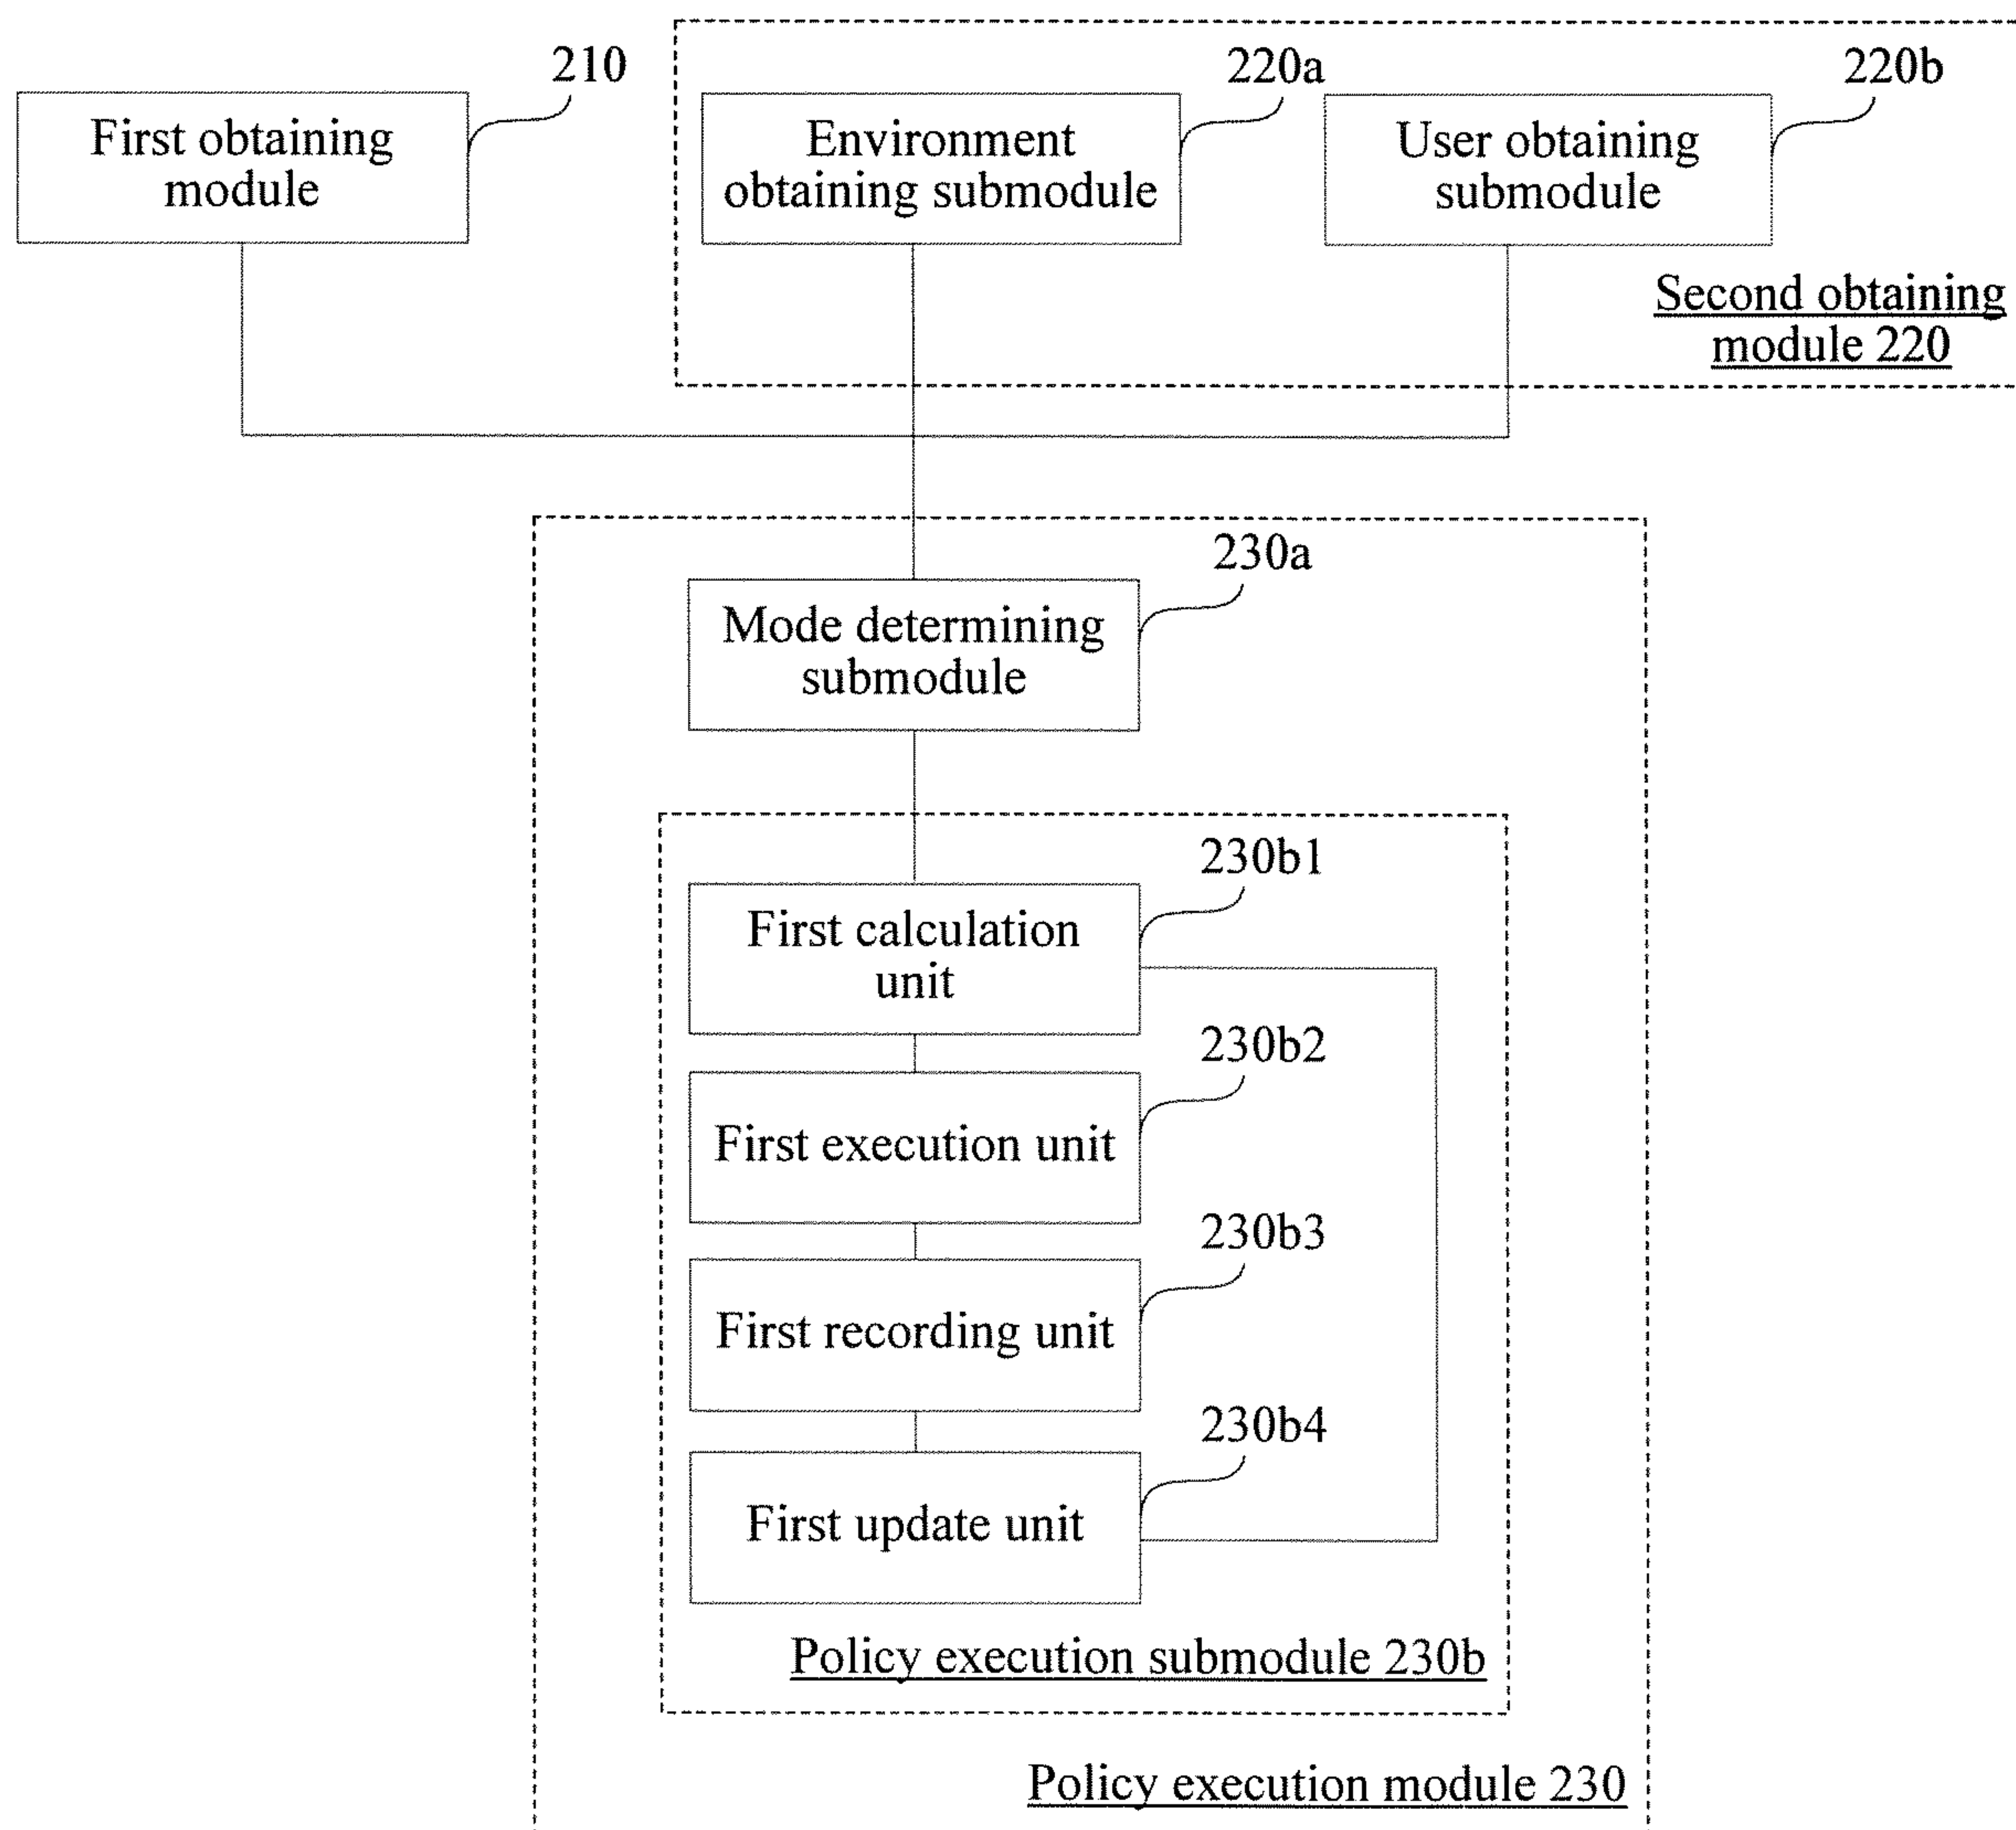 210
220a
220b
First obtaining
module
Environment
obtaining submodule
User obtaining
submodule
Second obtaining
module 220
230a
Mode determining
submodule
230b1
First calculation
unit
230b2
First execution unit
230b3
First recording unit
230b4
First update unit
Policy execution submodule 230b
Policy execution module 230